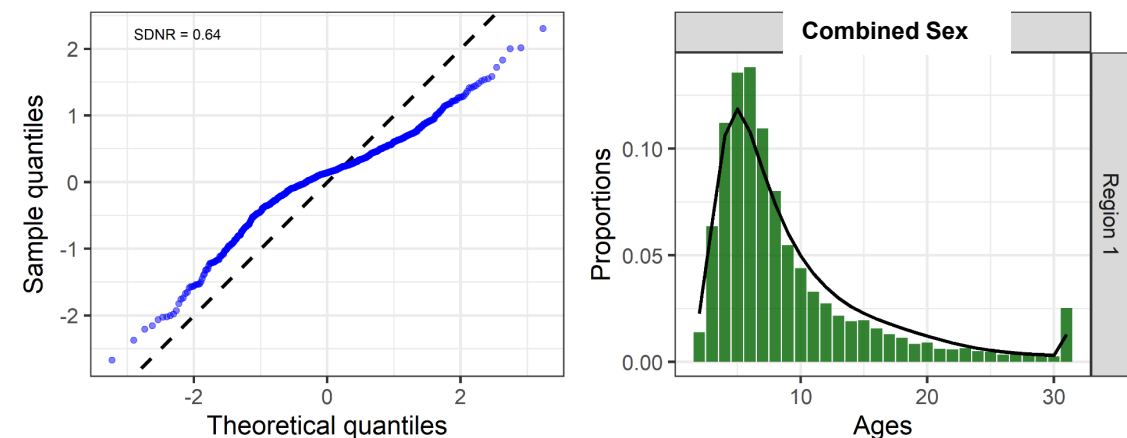 SDNR = 0.64
2
1
0
-1
-2
-2
0
2
Sample quantiles
Theoretical quantiles
Combined Sex
Region 1
0.10
0.05
0.00
10
20
30
Proportions
Ages